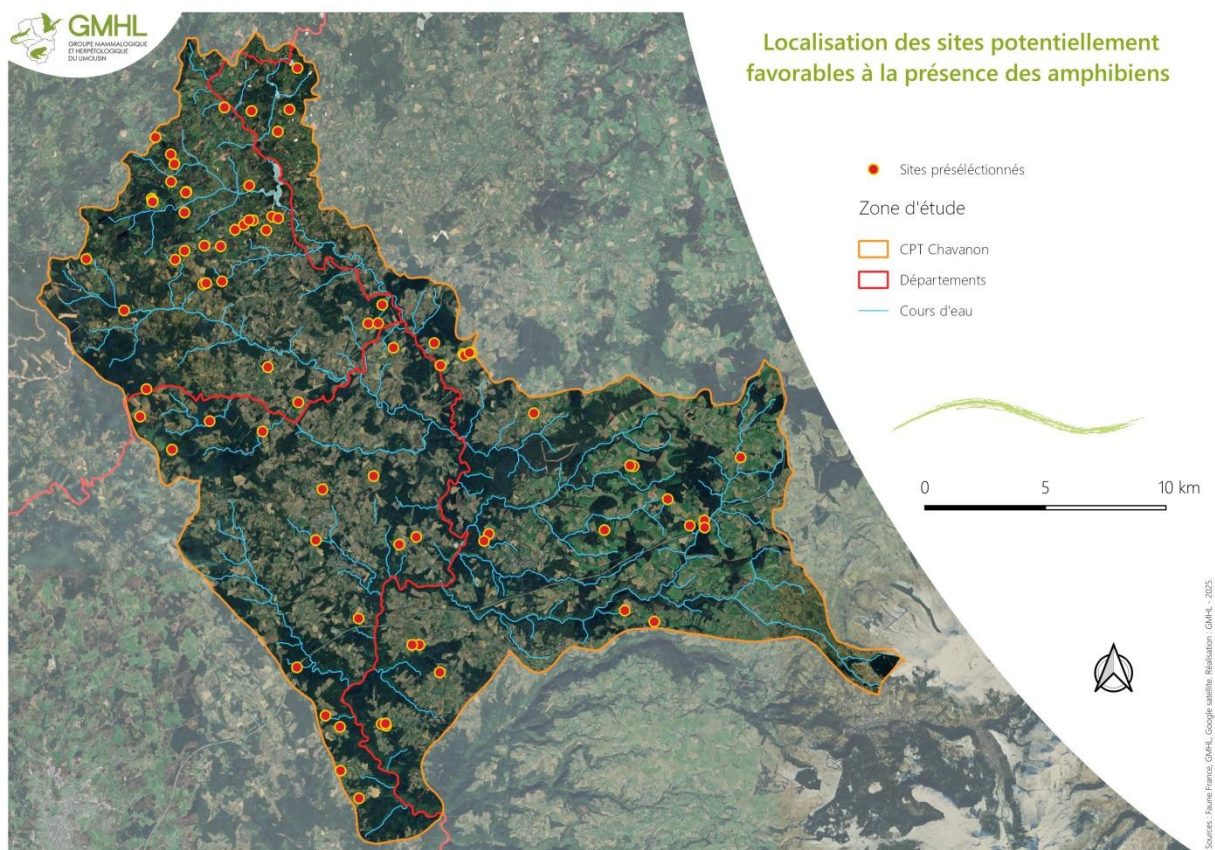 GMHL
GROUPE MAMMALOGIQUE
ET HERPÉTOLOGIQUE
DU LIMOUSIN
Localisation des sites potentiellement
favorables à la présence des amphibiens
Sites préséléctionnés
Zone d'étude
CPT Chavanon
Départements
Cours d'eau
0 5 10 km
Sources : Faune France, GMHL, Google satellite. Réalisation : GMHL - 2025.